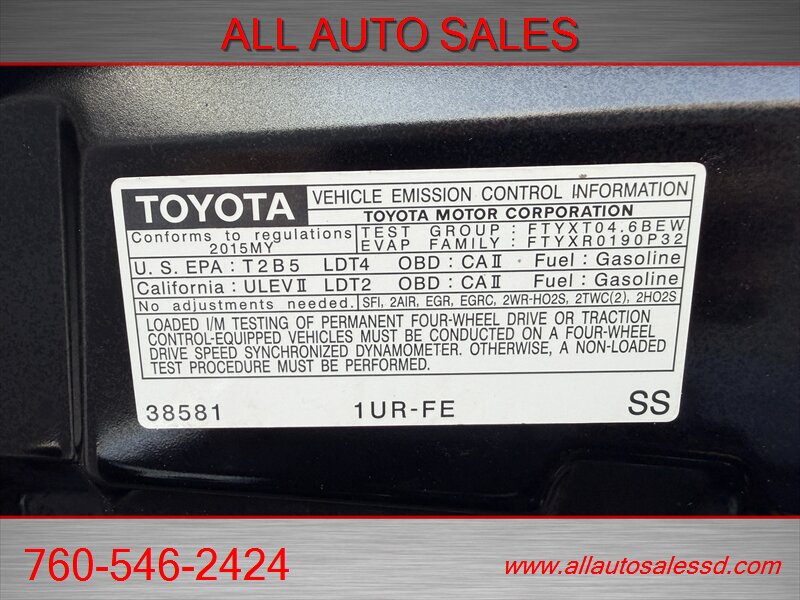 ALL AUTO SALES
TOYOTA VEHICLE EMISSION CONTROL INFORMATION
TOYOTA MOTOR CORPORATION
Conforms to regulations
2015MY
TEST GROUP : FTYXT04.6BEW
EVAP FAMILY : FTYXR0190P32
U.S. EPA : T2B5 LDT4 OBD : CAⅡ Fuel : Gasoline
California : ULEVⅡ LDT2 OBD : CAⅡ Fuel : Gasoline
No adjustments needed. SFI, 2AIR, EGR, EGRC, 2WR-HO2S, 2TWC(2), 2HO2S
LOADED I/M TESTING OF PERMANENT FOUR-WHEEL DRIVE OR TRACTION
CONTROL-EQUIPPED VEHICLES MUST BE CONDUCTED ON A FOUR-WHEEL
DRIVE SPEED SYNCHRONIZED DYNAMOMETER. OTHERWISE, A NON-LOADED
TEST PROCEDURE MUST BE PERFORMED.
38581 1UR-FE SS
760-546-2424 www.allautosalessd.com